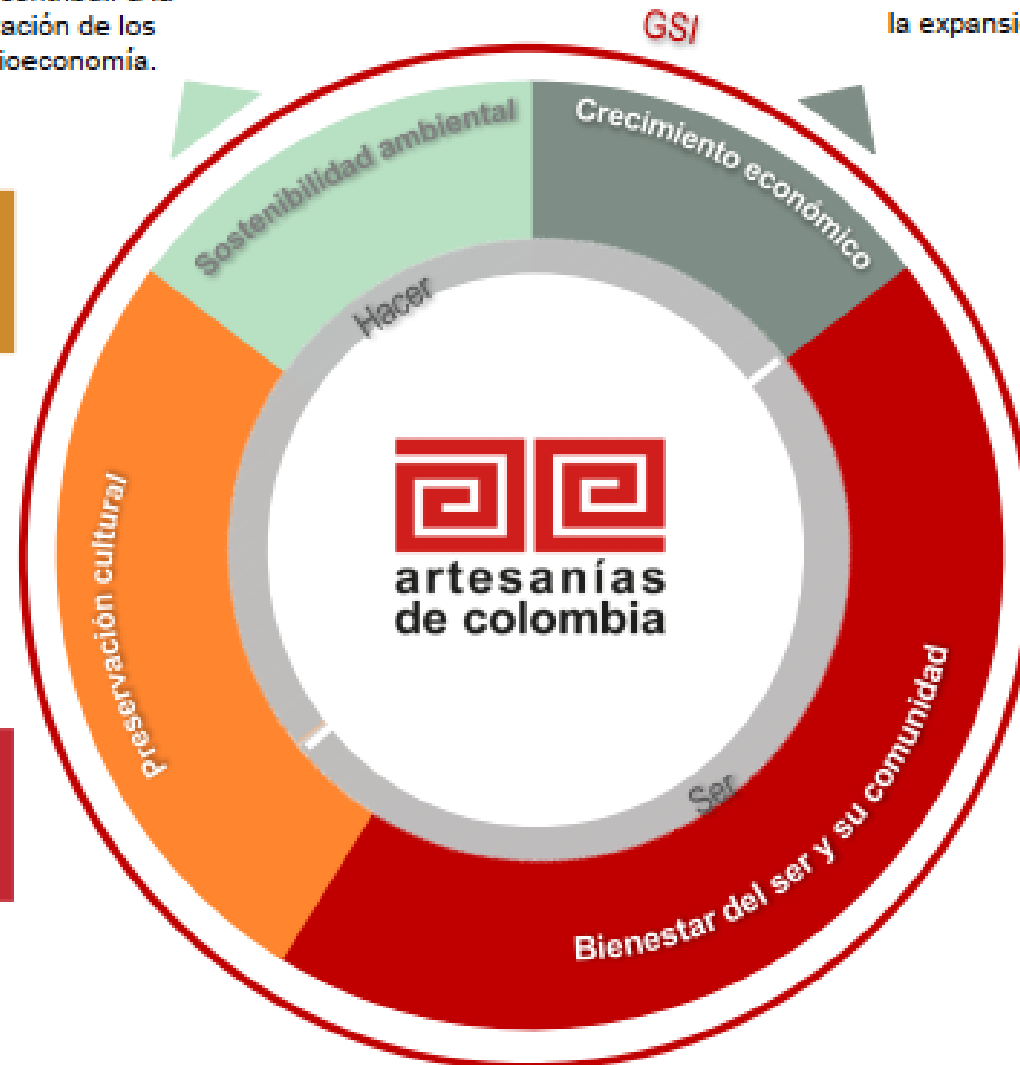 ación de los
ioeconomía.
GSI
la expansi
Sostenibilidad ambiental
Crecimiento económico
Hacer
artesanías
de colombia
Preservación cultural
Ser
Bienestar del ser y su comunidad